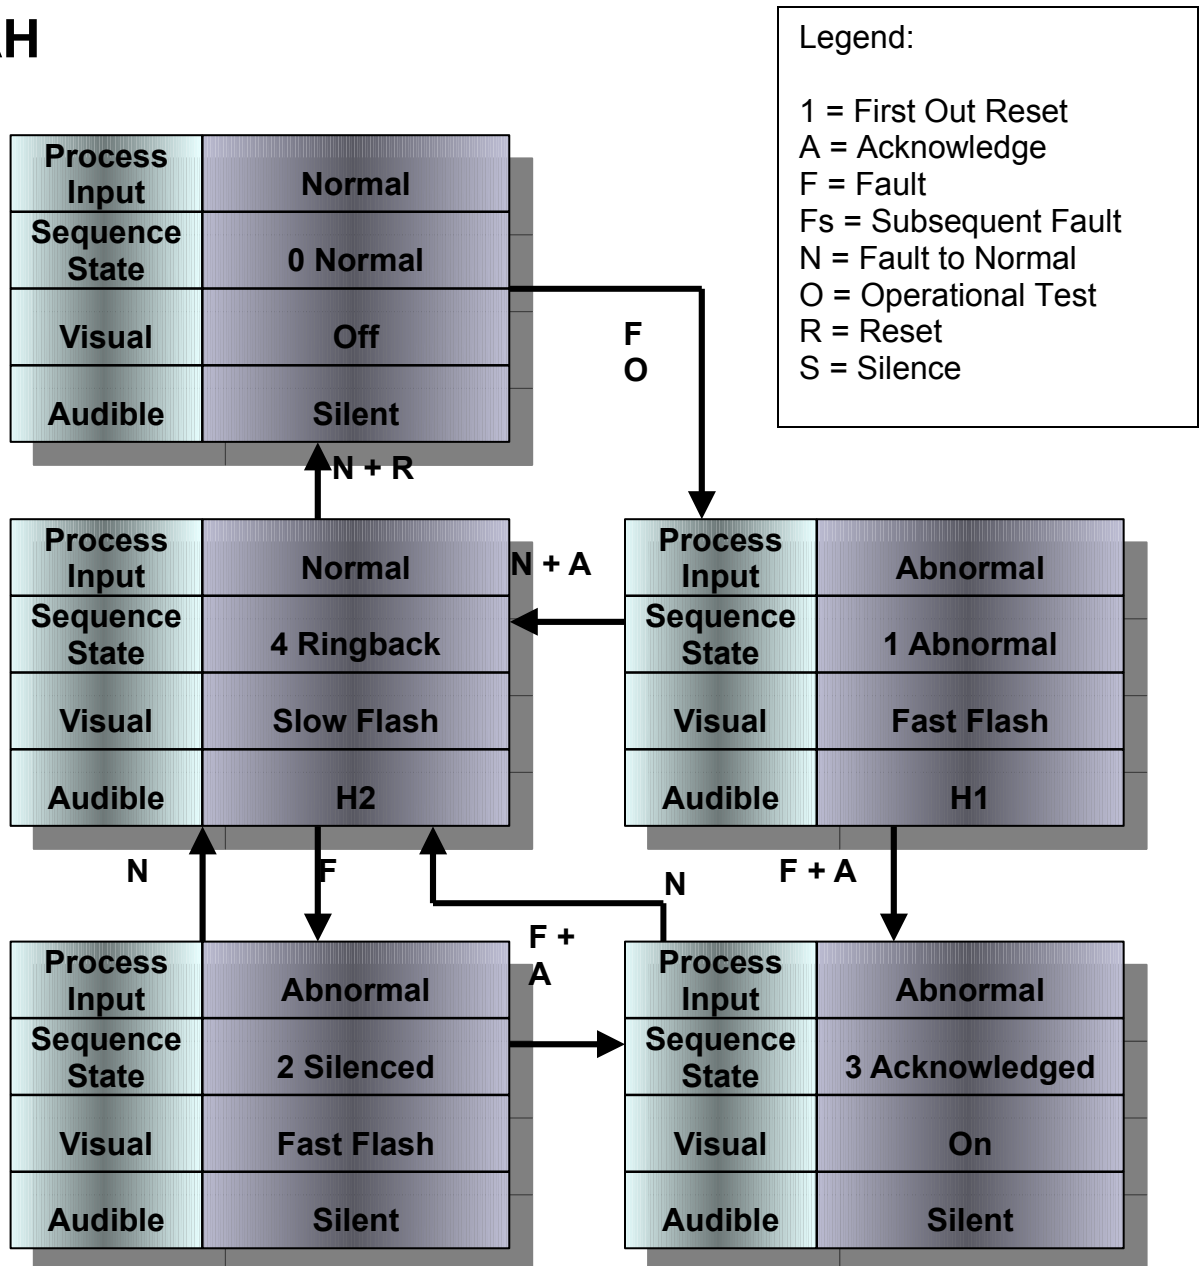 Legend:
1 = First Out Reset
A = Acknowledge
F = Fault
Fs = Subsequent Fault
N = Fault to Normal
O = Operational Test
R = Reset
S = Silence
Process
Input
Normal
Sequence
State
0 Normal
Visual
Off
Audible
Silent
F
O
N + R
Process
Input
Normal
Sequence
State
4 Ringback
Visual
Slow Flash
Audible
H2
N + A
Process
Input
Abnormal
Sequence
State
1 Abnormal
Visual
Fast Flash
Audible
H1
N
F
N
F + A
F +
A
Process
Input
Abnormal
Sequence
State
2 Silenced
Visual
Fast Flash
Audible
Silent
Process
Input
Abnormal
Sequence
State
3 Acknowledged
Visual
On
Audible
Silent